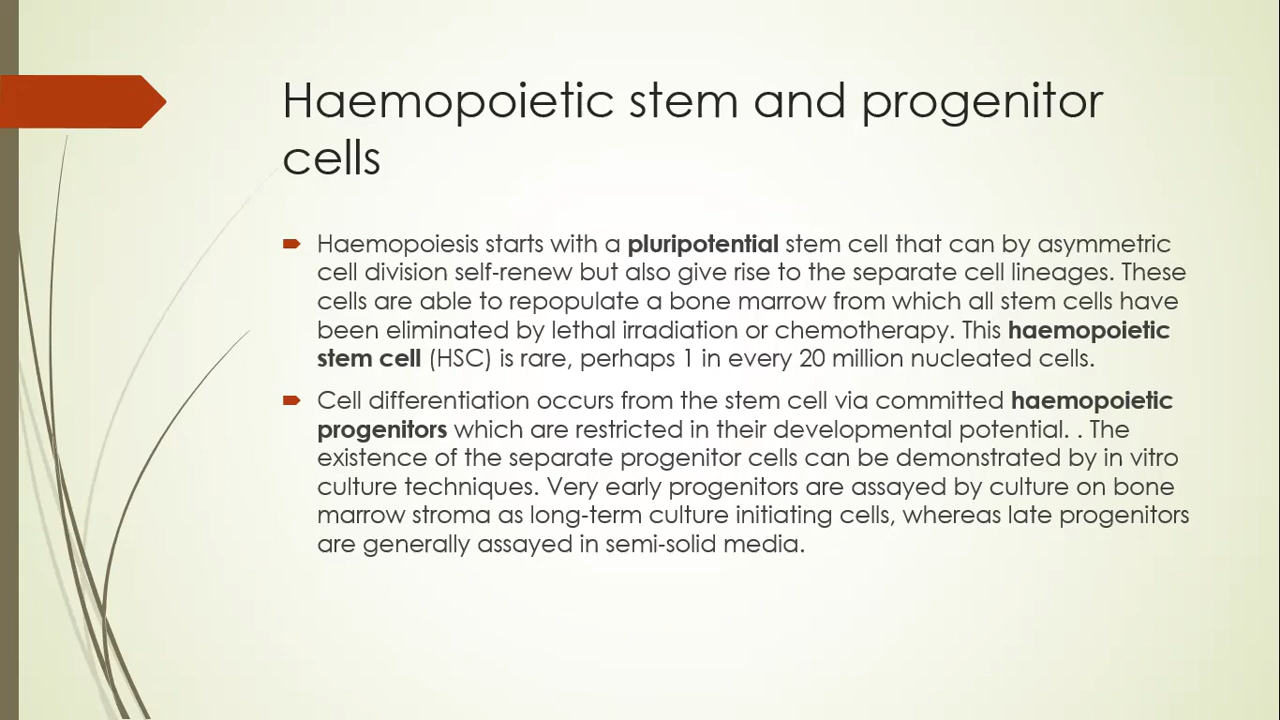 Haemopoietic stem and progenitor
cells
Haemopoiesis starts with a pluripotential stem cell that can by asymmetric
cell division self-renew but also give rise to the separate cell lineages. These
cells are able to repopulate a bone marrow from which all stem cells have
been eliminated by lethal irradiation or chemotherapy. This haemopoietic
stem cell (HSC) is rare, perhaps 1 in every 20 million nucleated cells.
Cell differentiation occurs from the stem cell via committed haemopoietic
progenitors which are restricted in their developmental potential. . The
existence of the separate progenitor cells can be demonstrated by in vitro
culture techniques. Very early progenitors are assayed by culture on bone
marrow stroma as long-term culture initiating cells, whereas late progenitors
are generally assayed in semi-solid media.